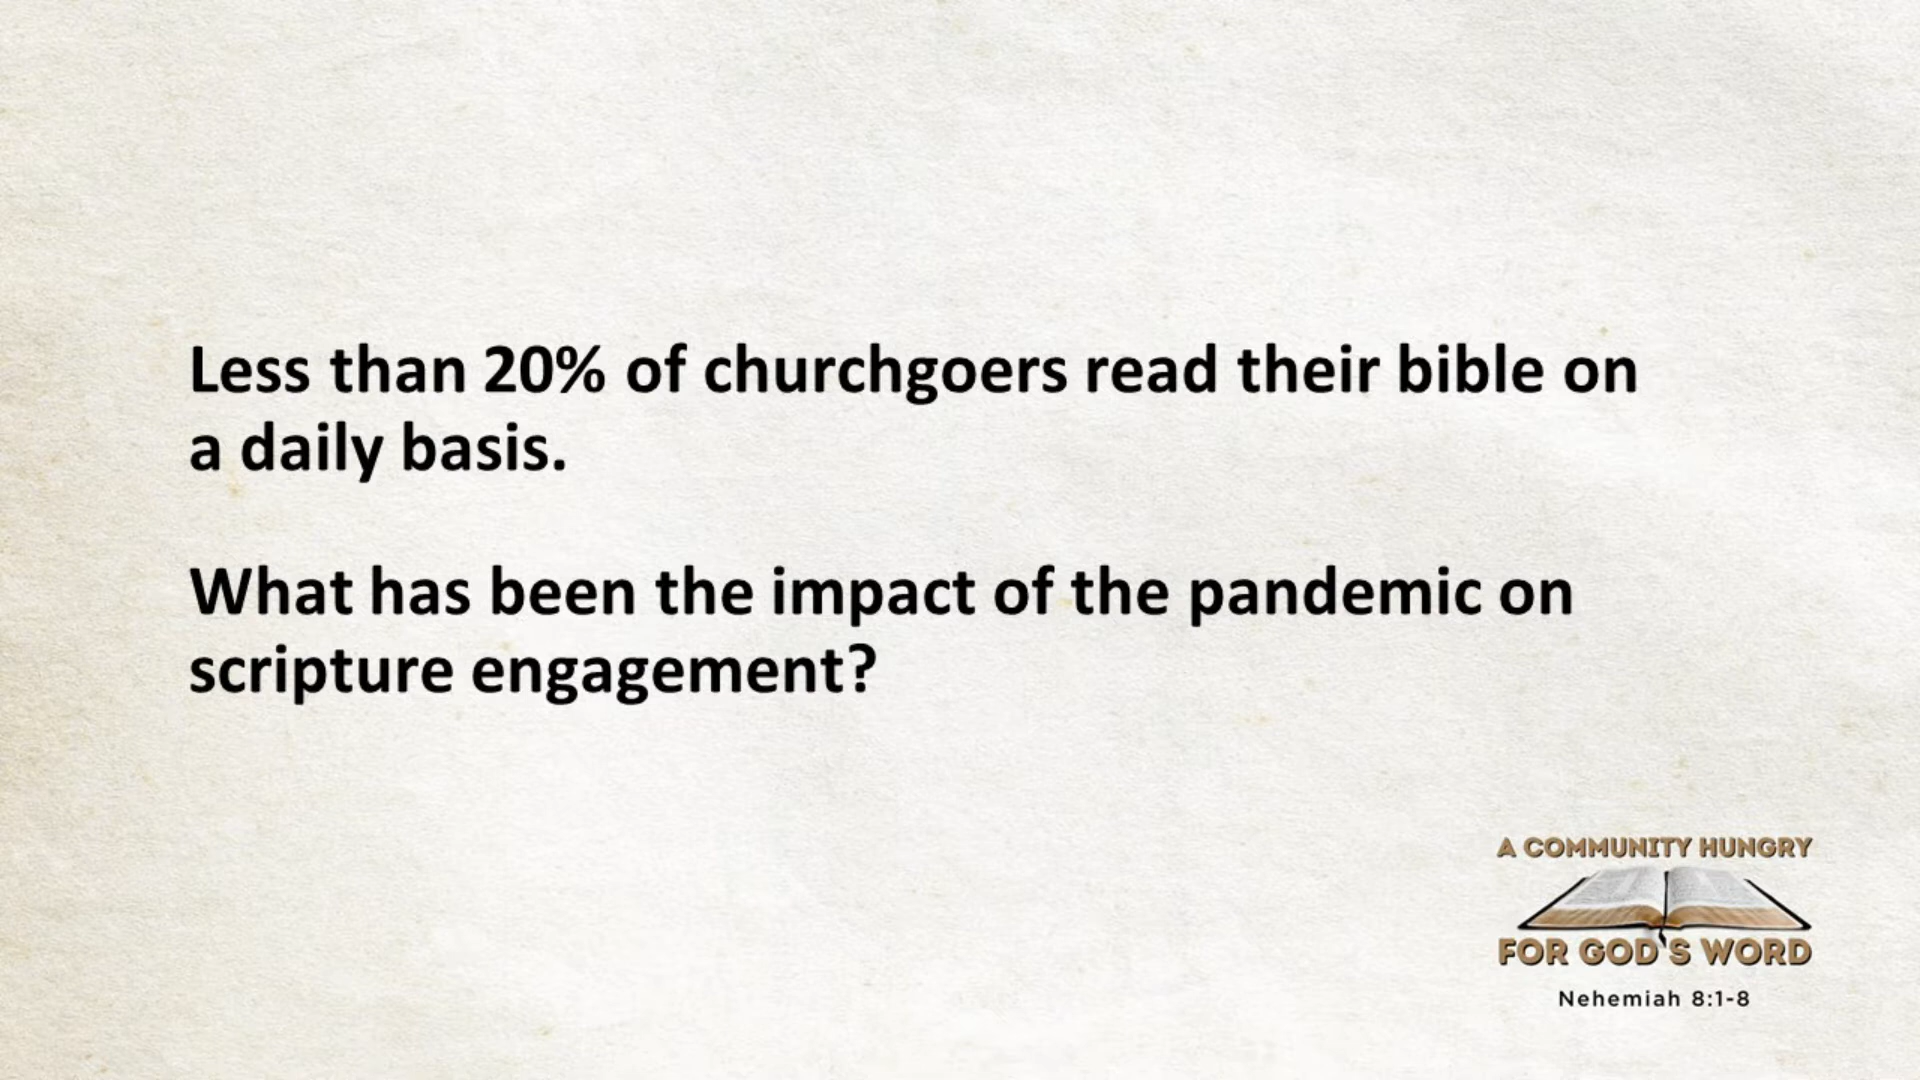 Less than 20% of churchgoers read their bible on
a daily basis.
What has been the impact of the pandemic on
scripture engagement?
A COMMUNITY HUNGRY
FOR GOD'S WORD
Nehemiah 8:1-8